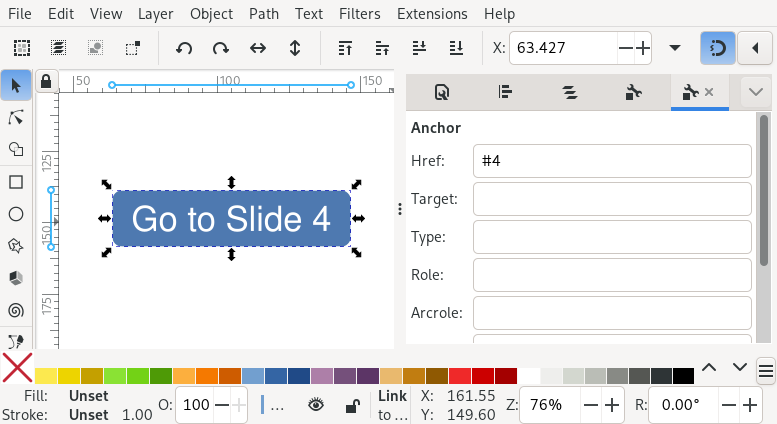 File Edit View Layer Object Path Text Filters Extensions Help
X: 63.427
50 100 150
125
150
175
Go to Slide 4
Anchor
Href: #4
Target:
Type:
Role:
Arcrole:
Fill: Unset
Stroke: Unset 1.00
O: 100
...
Link
to ...
X: 161.55
Y: 149.60
Z: 76%
R: 0.00°